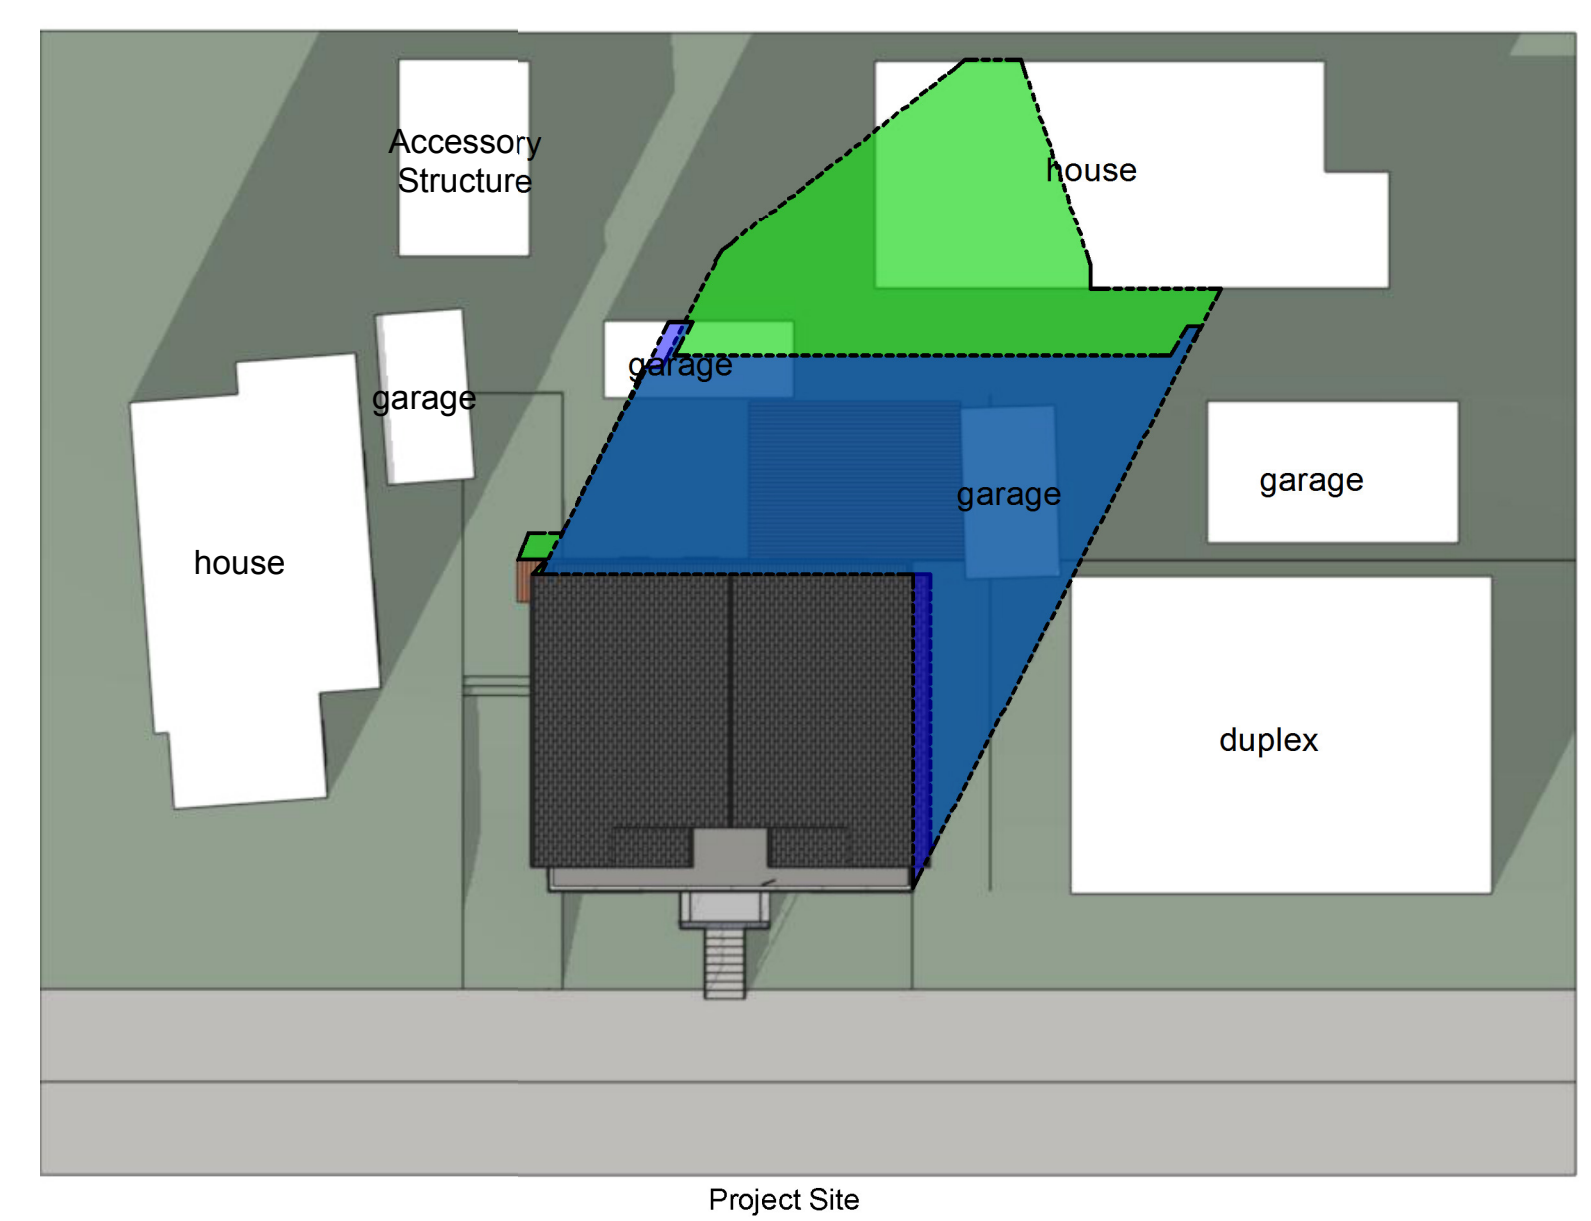 Accessory
Structure
house
garage
garage
garage
garage
house
duplex
Project Site